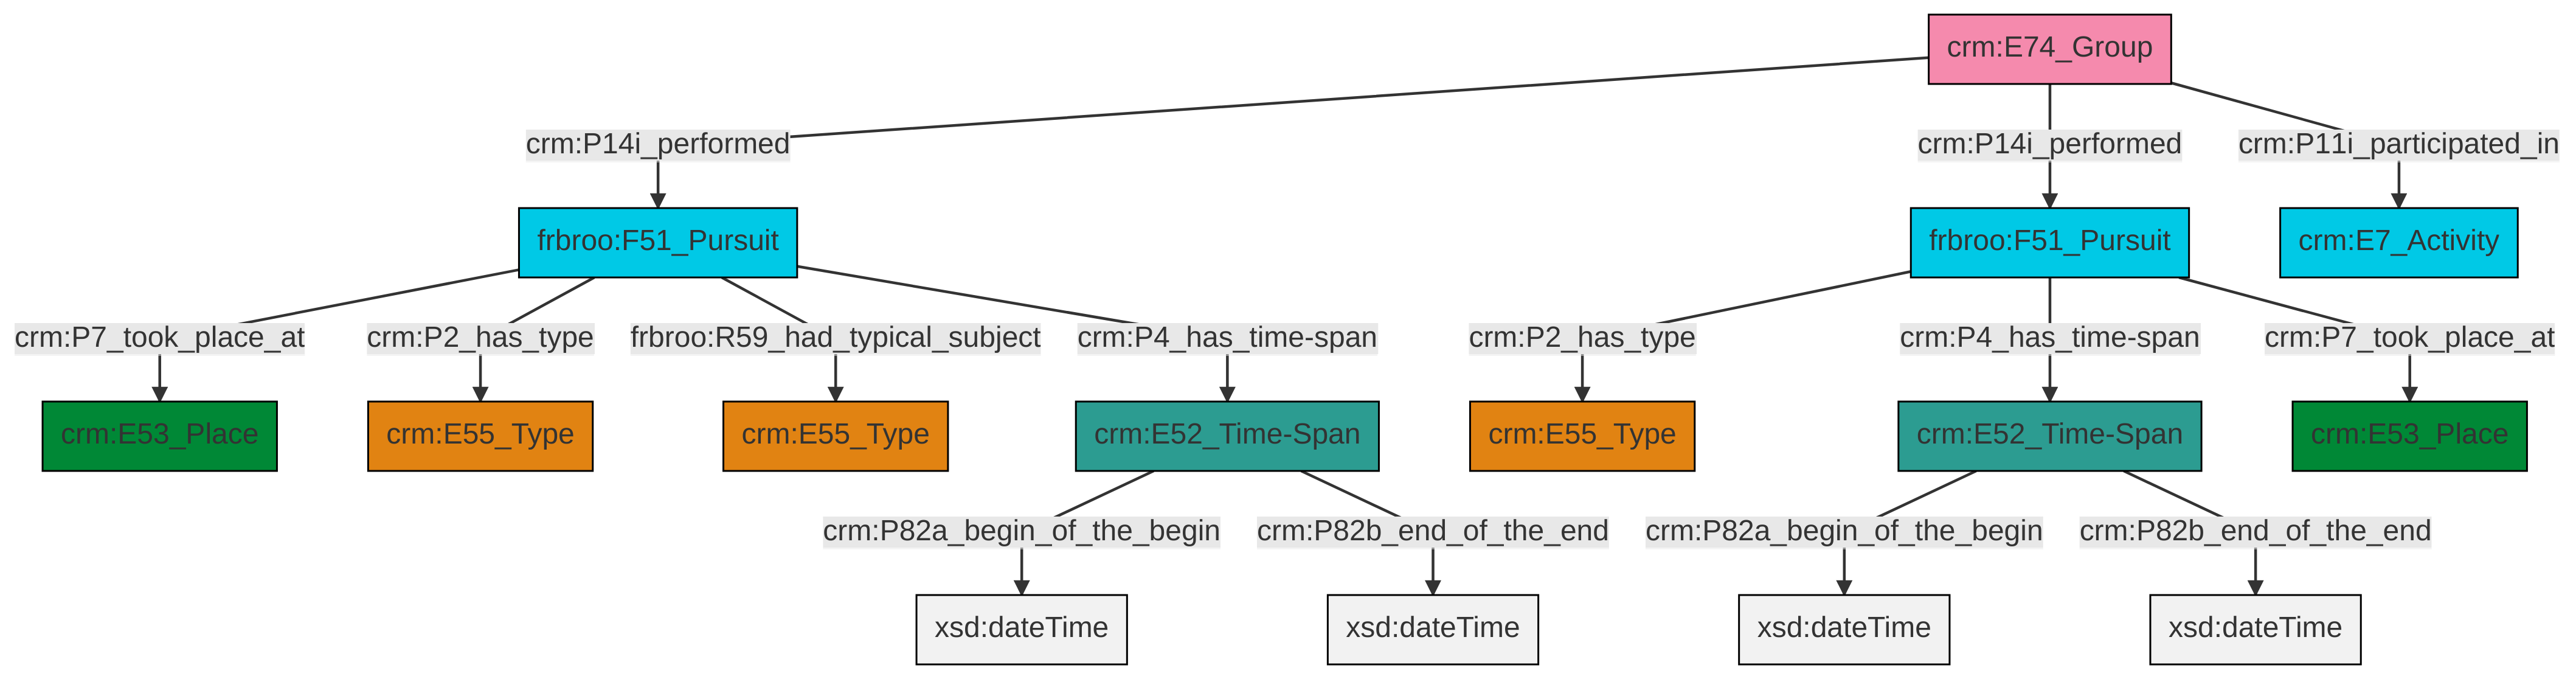 crm:E74_Group
crm:P14i_performed
crm:P14i_performed
crm:P11i_participated_in
frbroo:F51_Pursuit
frbroo:F51_Pursuit
crm:E7_Activity
crm:P7_took_place_at
crm:P2_has_type
frbroo:R59_had_typical_subject
crm:P4_has_time-span
crm:P2_has_type
crm:P4_has_time-span
crm:P7_took_place_at
crm:E53_Place
crm:E55_Type
crm:E55_Type
crm:E52_Time-Span
crm:E55_Type
crm:E52_Time-Span
crm:E53_Place
crm:P82a_begin_of_the_begin
crm:P82b_end_of_the_end
crm:P82a_begin_of_the_begin
crm:P82b_end_of_the_end
xsd:dateTime
xsd:dateTime
xsd:dateTime
xsd:dateTime